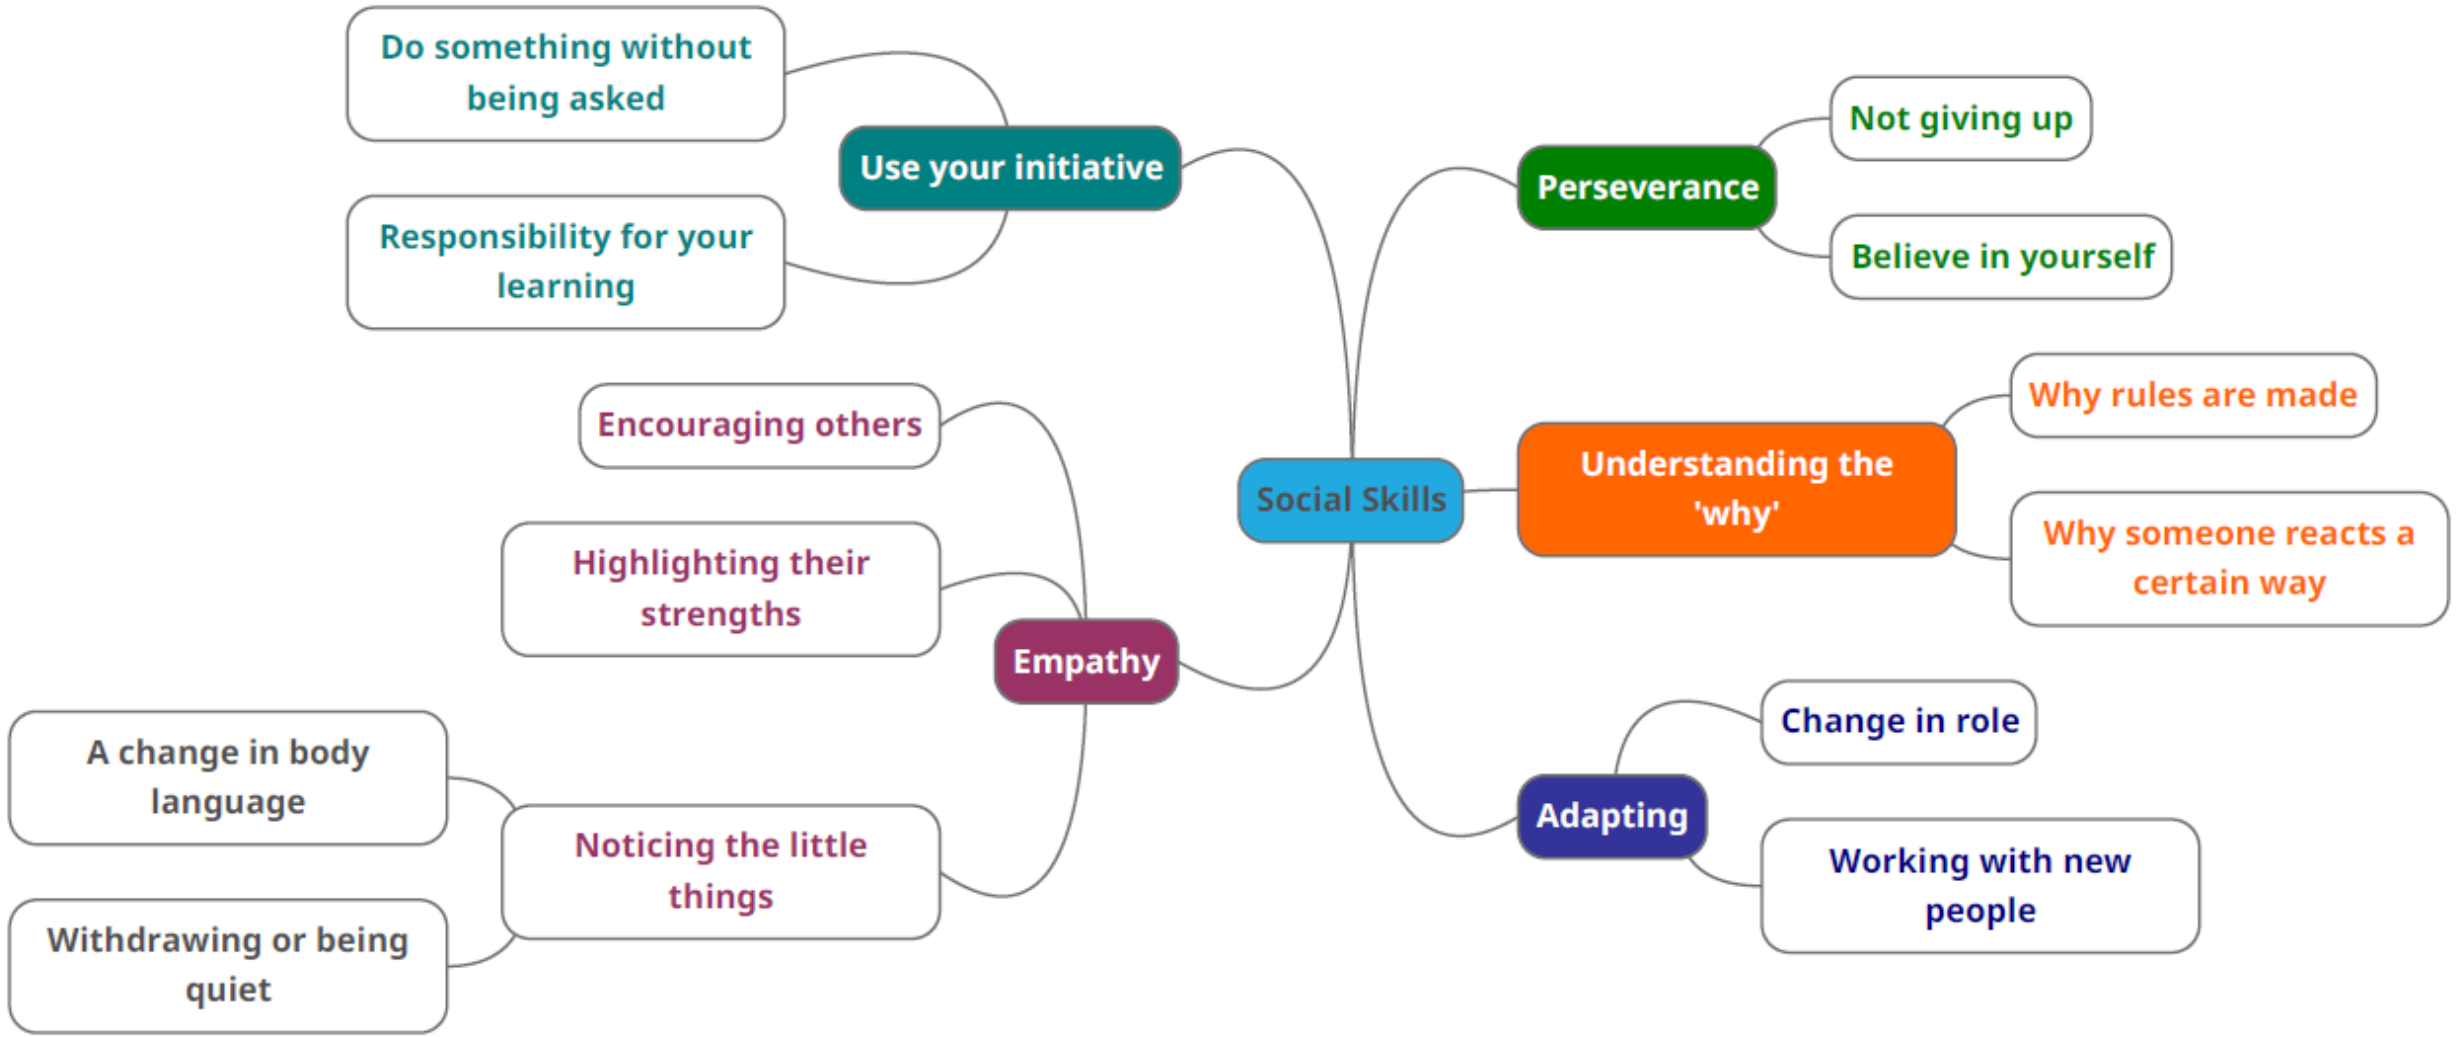 Do something without
being asked
Use your initiative
Responsibility for your
learning
Encouraging others
Highlighting their
strengths
Empathy
A change in body
language
Noticing the little
things
Withdrawing or being
quiet
Social Skills
Not giving up
Perseverance
Believe in yourself
Why rules are made
Understanding the
'why'
Why someone reacts a
certain way
Change in role
Adapting
Working with new
people